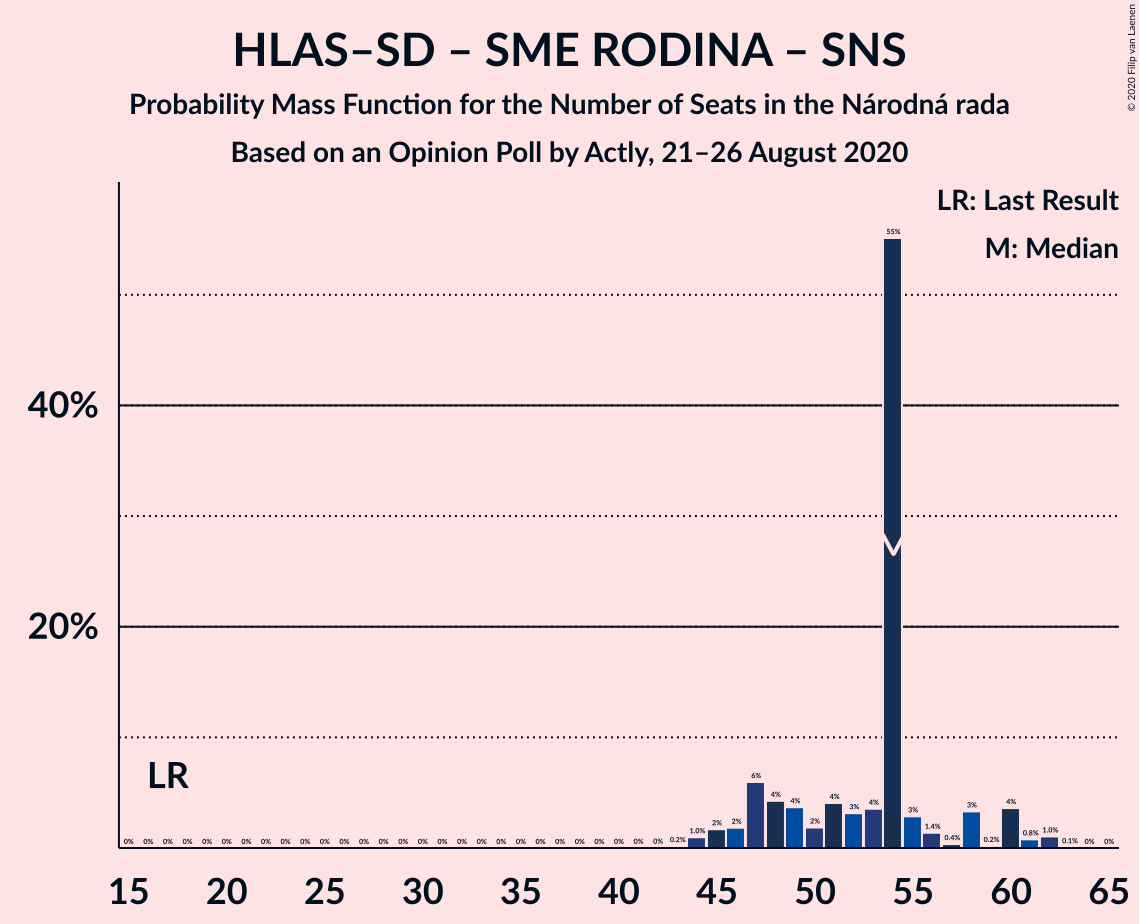 HLAS–SD – SME RODINA – SNS
Probability Mass Function for the Number of Seats in the Národná rada
Based on an Opinion Poll by Actly, 21–26 August 2020
© 2020 Filip van Laenen
LR: Last Result
M: Median
55%
40%
20%
LR
0% 0% 0% 0% 0% 0% 0% 0% 0% 0% 0% 0% 0% 0% 0% 0% 0% 0% 0% 0% 0% 0% 0% 0% 0% 0% 0% 0% 0.2% 1.0% 2% 2% 6% 4% 4% 2% 4% 3% 4% 3% 1.4% 0.4% 3% 0.2% 4% 0.8% 1.0% 0.1% 0% 0%
15 20 25 30 35 40 45 50 55 60 65